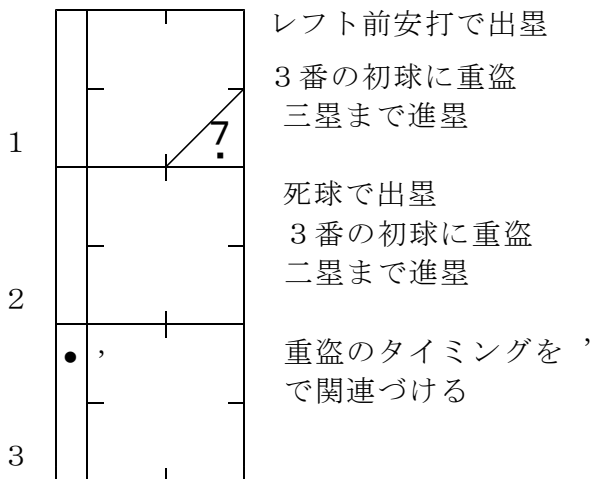 レフト前安打で出塁
３番の初球に重盗
三塁まで進塁
7
1
死球で出塁
３番の初球に重盗
二塁まで進塁
2
● ’
重盗のタイミングを ’
で関連づける
3